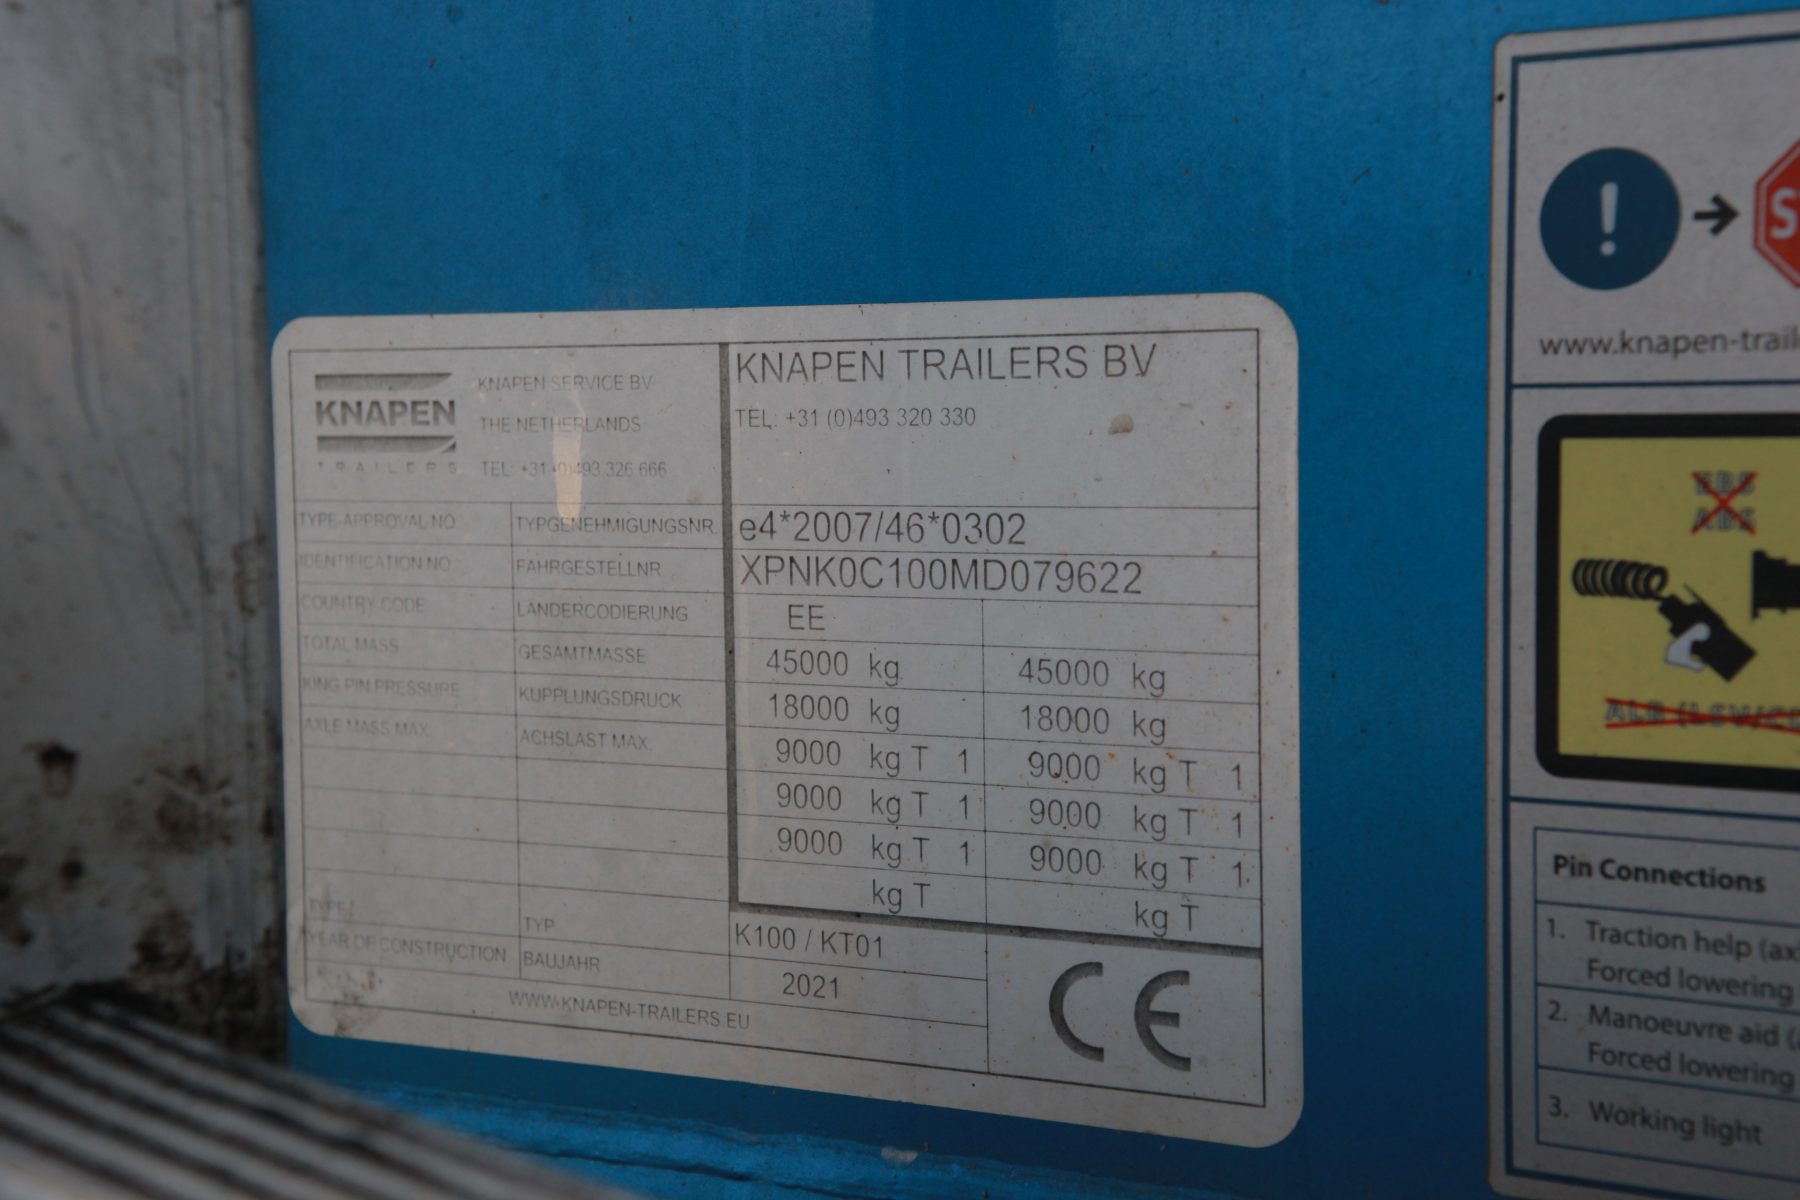 KNAPEN
TRAILERS
KNAPEN SERVICE BV
THE NETHERLANDS
TEL: +31 (0)493 326 666
KNAPEN TRAILERS BV
TEL: +31 (0)493 320 330
TYPE-APPROVAL NO. TYPGENEHMIGUNGSNR. e4*2007/46*0302
IDENTIFICATION NO. FAHRGESTELLNR. XPNK0C100MD079622
COUNTRY CODE LÄNDERCODIERUNG EE
TOTAL MASS GESAMTMASSE 45000 kg 45000 kg
KING PIN PRESSURE KUPPLUNGSDRUCK 18000 kg 18000 kg
AXLE MASS MAX. ACHSLAST MAX. 9000 kg T 1 9000 kg T 1
9000 kg T 1 9000 kg T 1
9000 kg T 1 9000 kg T 1
kg T kg T
TYPE/ TYP K100 / KT01
YEAR OF CONSTRUCTION BAUJAHR 2021
WWW.KNAPEN-TRAILERS.EU
CE
!
www.knapen-trail
EBS
ABS
ALB
Pin Connections
1. Traction help (ax
Forced lowering
2. Manoeuvre aid (
Forced lowering
3. Working light